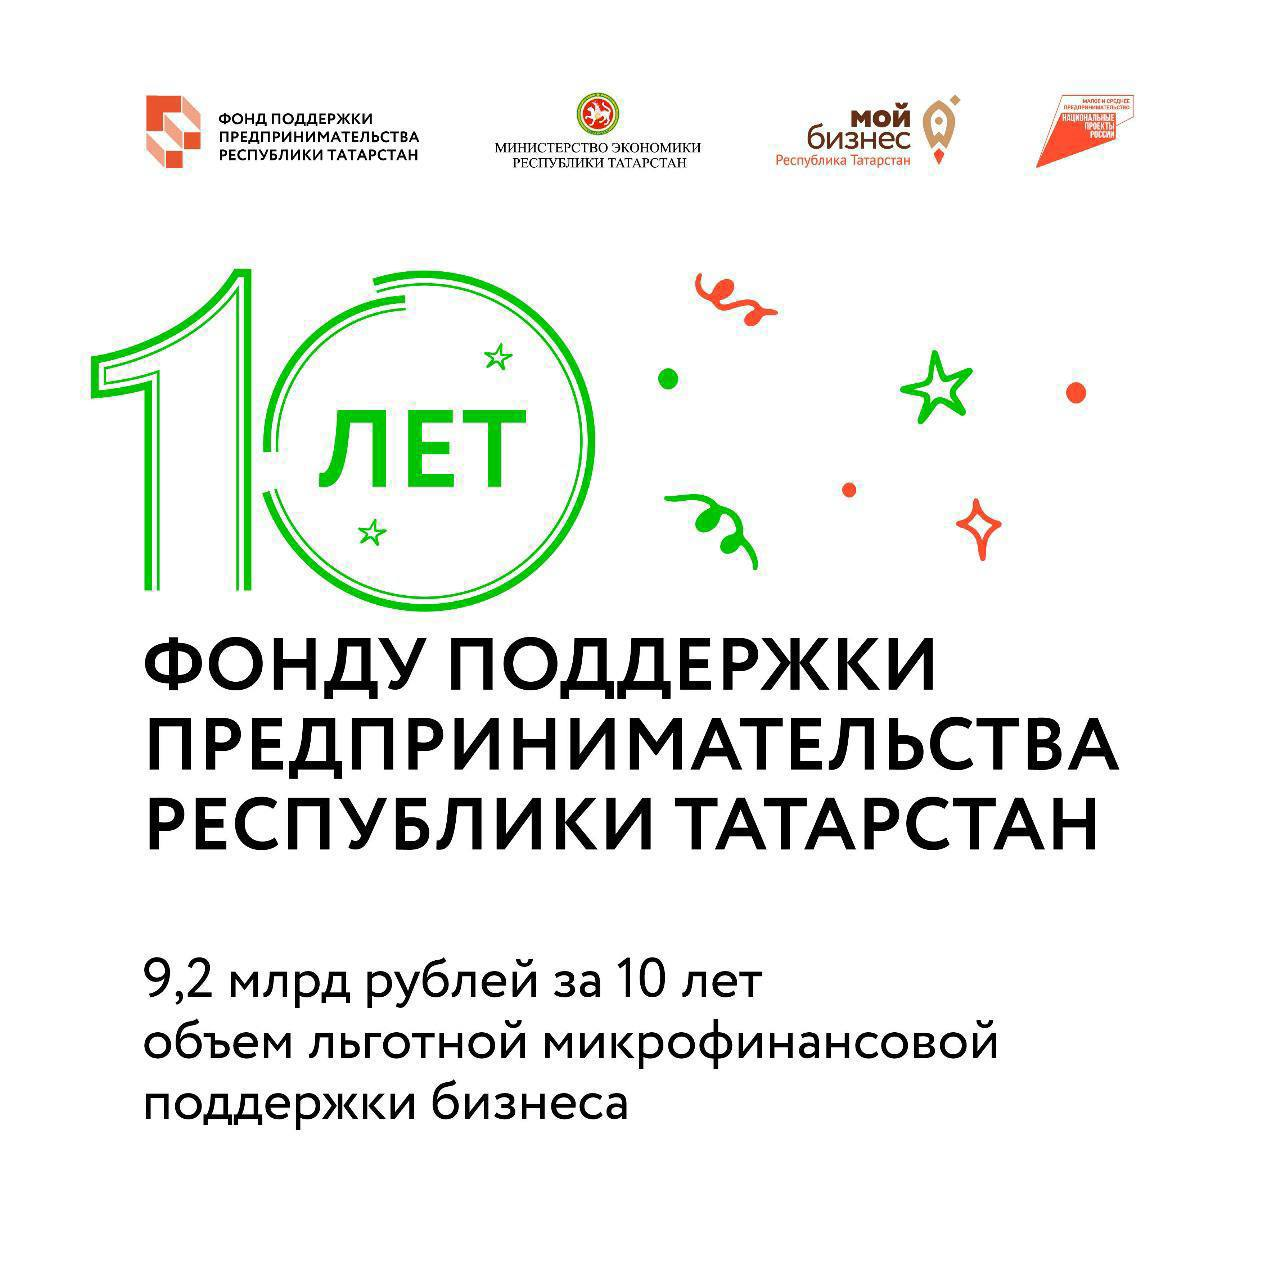 ФОНД ПОДДЕРЖКИ
ПРЕДПРИНИМАТЕЛЬСТВА
РЕСПУБЛИКИ ТАТАРСТАН
МИНИСТЕРСТВО ЭКОНОМИКИ
РЕСПУБЛИКИ ТАТАРСТАН
МОЙ
бизнес
Республика Татарстан
МАЛОЕ И СРЕДНЕЕ
ПРЕДПРИНИМАТЕЛЬСТВО
НАЦИОНАЛЬНЫЕ
ПРОЕКТЫ
РОССИИ
10
ЛЕТ
ФОНДУ ПОДДЕРЖКИ
ПРЕДПРИНИМАТЕЛЬСТВА
РЕСПУБЛИКИ ТАТАРСТАН
9,2 млрд рублей за 10 лет
объем льготной микрофинансовой
поддержки бизнеса